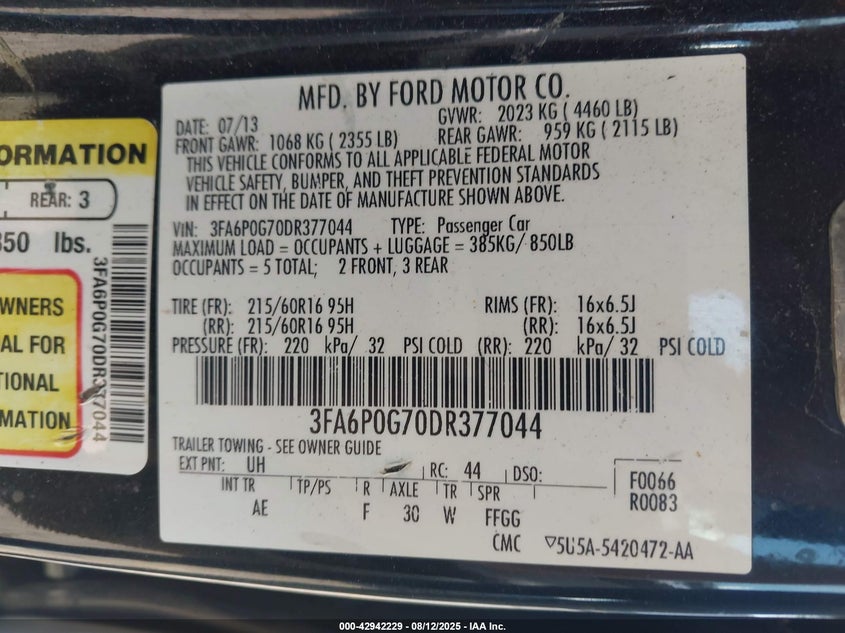 ORMATION
REAR: 3
850 lbs.
WNERS
AL FOR
TIONAL
MATION
3FA6P0G70DR377044
MFD. BY FORD MOTOR CO.
DATE: 07/13 GVWR: 2023 KG ( 4460 LB)
FRONT GAWR: 1068 KG ( 2355 LB) REAR GAWR: 959 KG ( 2115 LB)
THIS VEHICLE CONFORMS TO ALL APPLICABLE FEDERAL MOTOR
VEHICLE SAFETY, BUMPER, AND THEFT PREVENTION STANDARDS
IN EFFECT ON THE DATE OF MANUFACTURE SHOWN ABOVE.
VIN: 3FA6P0G70DR377044 TYPE: Passenger Car
MAXIMUM LOAD = OCCUPANTS + LUGGAGE = 385KG/ 850LB
OCCUPANTS = 5 TOTAL; 2 FRONT, 3 REAR
TIRE (FR): 215/60R16 95H RIMS (FR): 16x6.5J
(RR): 215/60R16 95H (RR): 16x6.5J
PRESSURE (FR): 220 kPa/ 32 PSI COLD (RR): 220 kPa/ 32 PSI COLD
3FA6P0G70DR377044
TRAILER TOWING - SEE OWNER GUIDE
EXT PNT: UH RC: 44 DSO: F0066
INT TR TP/PS R AXLE TR SPR R0083
AE F 30 W FFGG
CMC ▽5U5A-5420472-AA
000-42942229 - 08/12/2025 - IAA Inc.